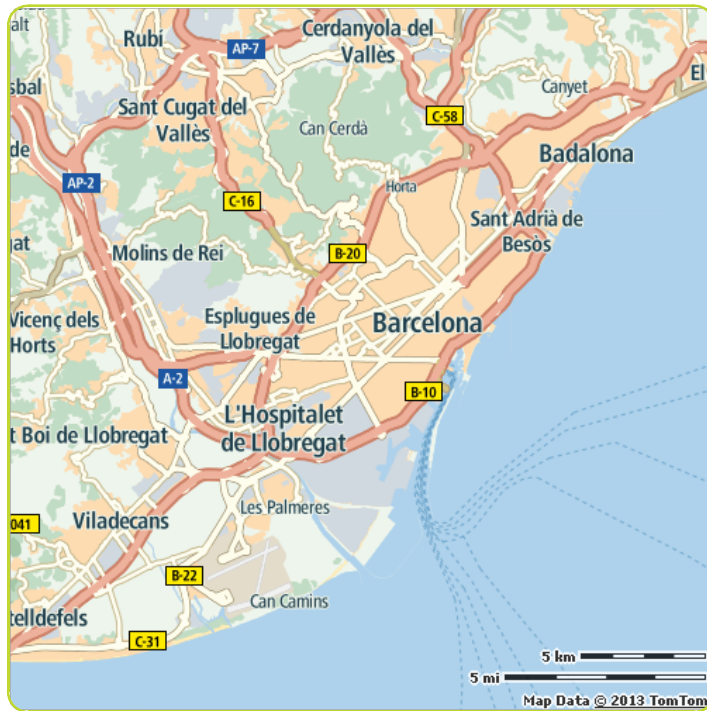 alt
Rubí
AP-7
Cerdanyola del
Vallès
sbal
El
Canyet
Sant Cugat del
Vallès
Can Cerdà
C-58
de
Badalona
AP-2
Horta
C-16
Sant Adrià de
Besòs
gat
Molins de Rei
B-20
Vicenç dels
Horts
Esplugues de
Llobregat
Barcelona
A-2
B-10
L'Hospitalet
de Llobregat
t Boi de Llobregat
Les Palmeres
041
Viladecans
B-22
Can Camins
telldefels
C-31
5 km
5 mi
Map Data © 2013 TomTom